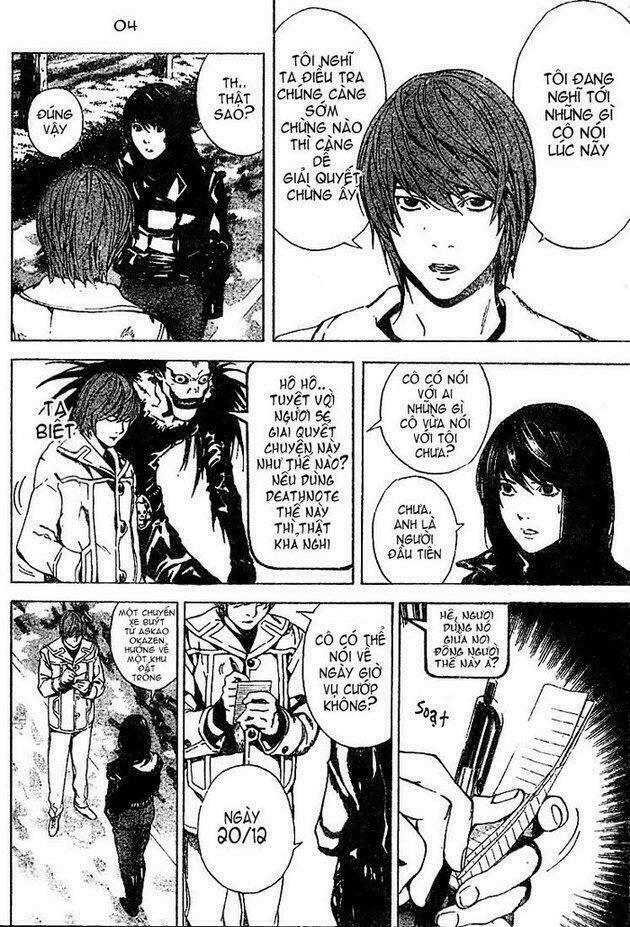 04
TÔI ĐANG
NGHĨ TỚI
NHỮNG GÌ
CÔ NÓI
LÚC NÃY
TÔI NGHĨ
TA ĐIỀU TRA
CHÚNG CÀNG
SỚM
CHÙNG NÀO
THÌ CÀNG
DỄ
GIẢI QUYẾT
CHÙNG ẤY
TH..
THẬT
SAO?
ĐÚNG
VẬY
CÔ CÓ NÓI
VỚI AI
NHỮNG GÌ
CÔ VỪA NÓI
VỚI TÔI
CHƯA?
CHƯA.
ANH LÀ
NGƯỜI
ĐẦU TIÊN
HÔ HÔ..
TUYỆT VỜI
NGƯƠI SẼ
GIAI QUYẾT
CHUYỆN NÀY
NHƯ THẾ NÀO?
NẾU DÙNG
DEATHNOTE
THẾ NÀY
THÌ THẬT
KHẢ NGHI
TA
BIẾT
HÊ, NGƯƠI
DÙNG NÓ
GIỮA NƠI
ĐÔNG NGƯỜI
THẾ NÀY À?
SOẠT
CÔ CÓ THỂ
NÓI VỀ
NGÀY GIỜ
VỤ CƯỚP
KHÔNG?
NGÀY
20/12
MỘT CHUYẾN
XE BUÝT
TỪ ASKAO
OKAZEN,
HƯỚNG VỀ
MỘT KHU
ĐẤT
TRỐNG